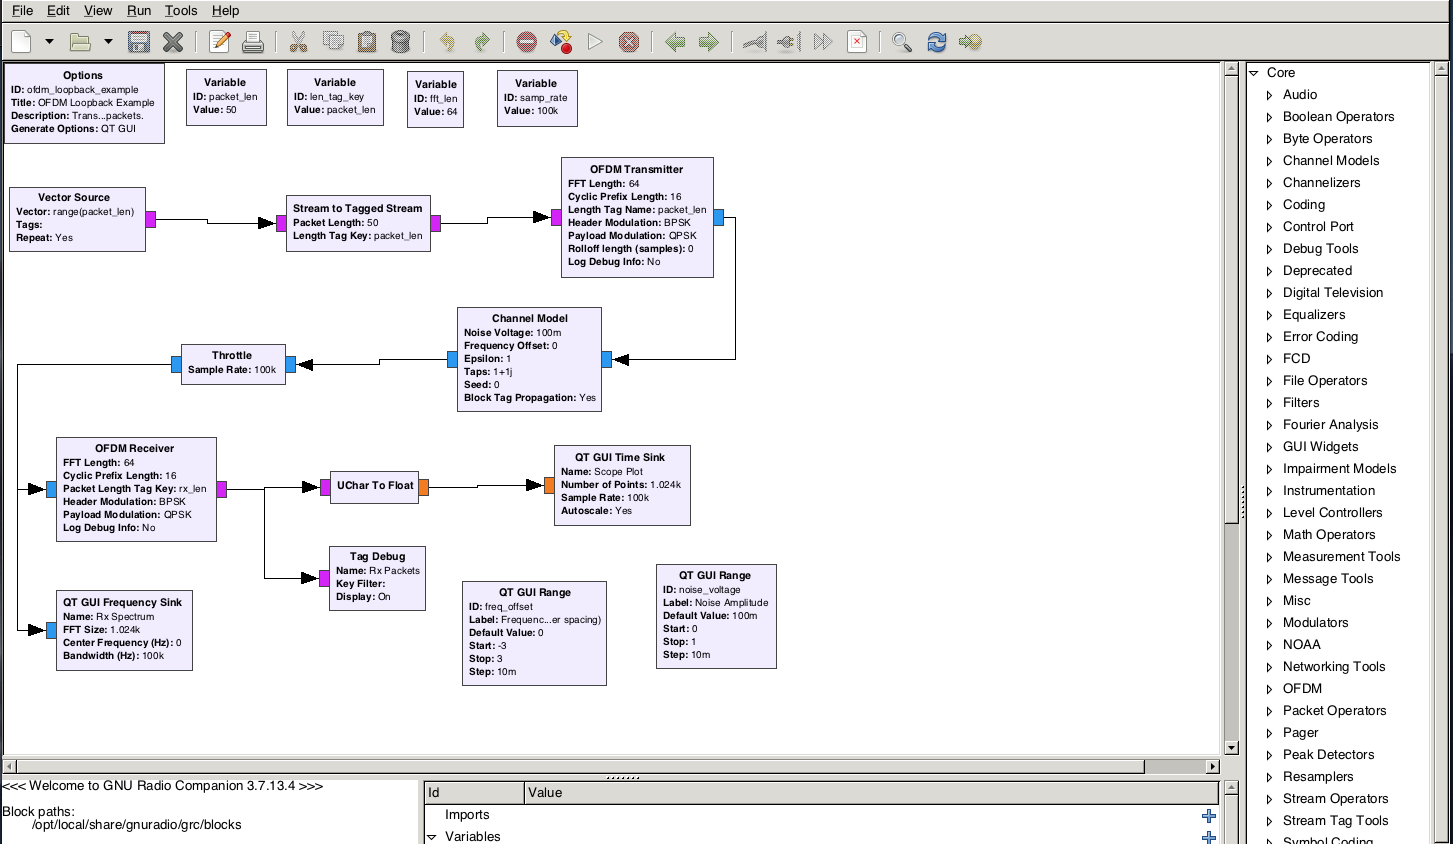 File Edit View Run Tools Help
Options
ID: ofdm_loopback_example
Title: OFDM Loopback Example
Description: Trans...packets.
Generate Options: QT GUI
Variable
ID: packet_len
Value: 50
Variable
ID: len_tag_key
Value: packet_len
Variable
ID: fft_len
Value: 64
Variable
ID: samp_rate
Value: 100k
Vector Source
Vector: range(packet_len)
Tags:
Repeat: Yes
Stream to Tagged Stream
Packet Length: 50
Length Tag Key: packet_len
OFDM Transmitter
FFT Length: 64
Cyclic Prefix Length: 16
Length Tag Name: packet_len
Header Modulation: BPSK
Payload Modulation: QPSK
Rolloff length (samples): 0
Log Debug Info: No
Channel Model
Noise Voltage: 100m
Frequency Offset: 0
Epsilon: 1
Taps: 1+1j
Seed: 0
Block Tag Propagation: Yes
Throttle
Sample Rate: 100k
OFDM Receiver
FFT Length: 64
Cyclic Prefix Length: 16
Packet Length Tag Key: rx_len
Header Modulation: BPSK
Payload Modulation: QPSK
Log Debug Info: No
UChar To Float
QT GUI Time Sink
Name: Scope Plot
Number of Points: 1.024k
Sample Rate: 100k
Autoscale: Yes
Tag Debug
Name: Rx Packets
Key Filter:
Display: On
QT GUI Frequency Sink
Name: Rx Spectrum
FFT Size: 1.024k
Center Frequency (Hz): 0
Bandwidth (Hz): 100k
QT GUI Range
ID: freq_offset
Label: Frequenc...er spacing)
Default Value: 0
Start: -3
Stop: 3
Step: 10m
QT GUI Range
ID: noise_voltage
Label: Noise Amplitude
Default Value: 100m
Start: 0
Stop: 1
Step: 10m
Core
Audio
Boolean Operators
Byte Operators
Channel Models
Channelizers
Coding
Control Port
Debug Tools
Deprecated
Digital Television
Equalizers
Error Coding
FCD
File Operators
Filters
Fourier Analysis
GUI Widgets
Impairment Models
Instrumentation
Level Controllers
Math Operators
Measurement Tools
Message Tools
Misc
Modulators
NOAA
Networking Tools
OFDM
Packet Operators
Pager
Peak Detectors
Resamplers
Stream Operators
Stream Tag Tools
Symbol Coding
<<< Welcome to GNU Radio Companion 3.7.13.4 >>>
Block paths:
/opt/local/share/gnuradio/grc/blocks
Id Value
Imports
Variables